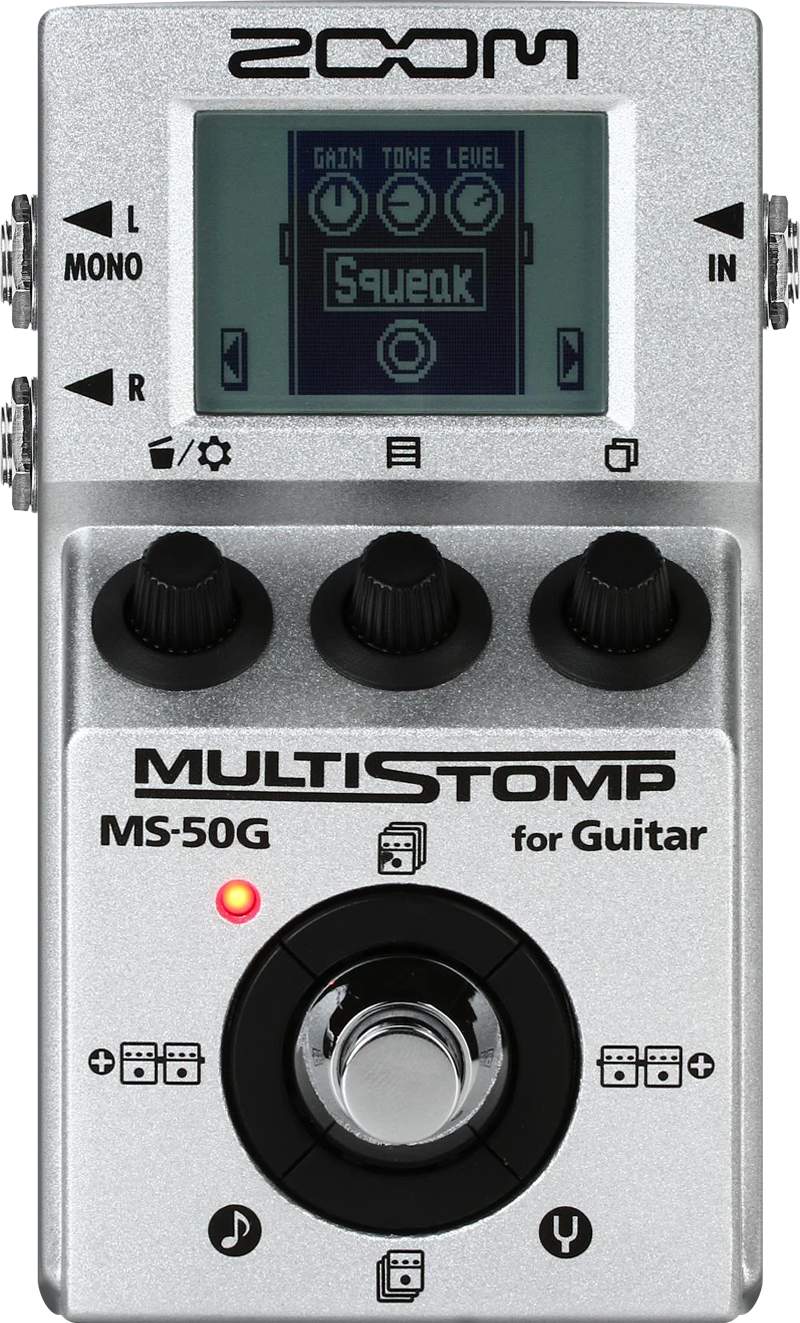 ZOOM
GAIN TONE LEVEL
Squeak
L
MONO
IN
R
MULTISTOMP
MS-50G
for Guitar